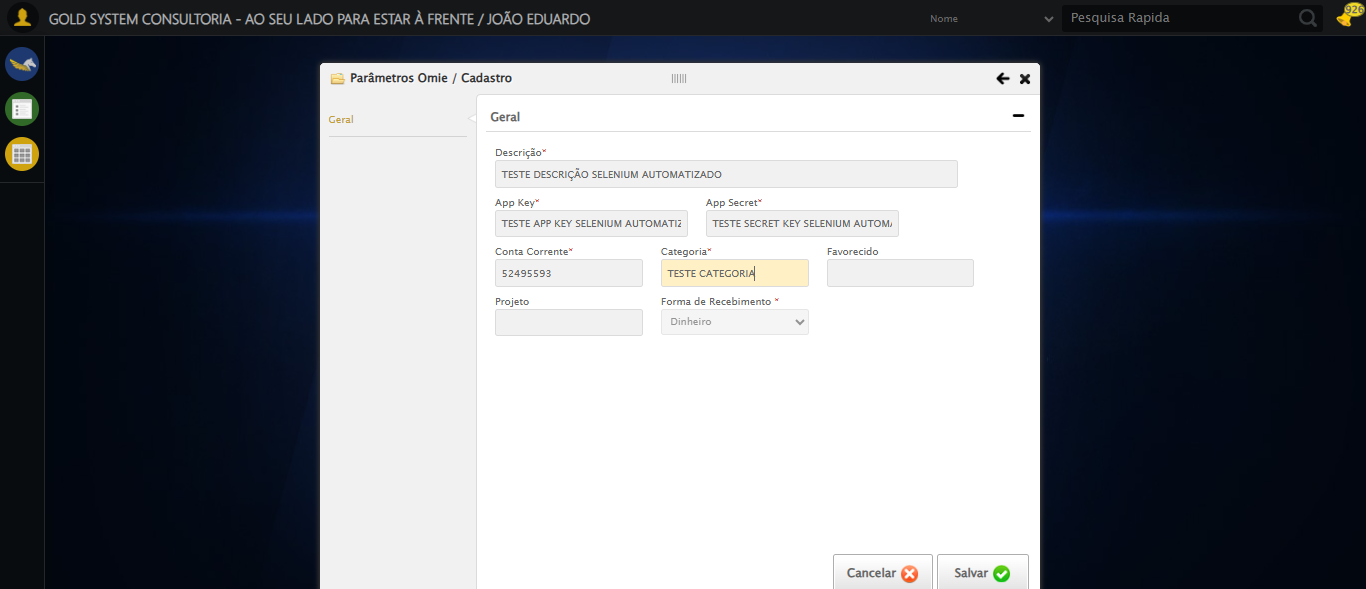 GOLD SYSTEM CONSULTORIA - AO SEU LADO PARA ESTAR À FRENTE / JOÃO EDUARDO
Nome
Pesquisa Rapida
926
Parâmetros Omie / Cadastro
Geral
Geral
Descrição*
TESTE DESCRIÇÃO SELENIUM AUTOMATIZADO
App Key* App Secret*
TESTE APP KEY SELENIUM AUTOMATIZ TESTE SECRET KEY SELENIUM AUTOMA
Conta Corrente* Categoria* Favorecido
52495593 TESTE CATEGORIA
Projeto Forma de Recebimento *
Dinheiro
Cancelar Salvar